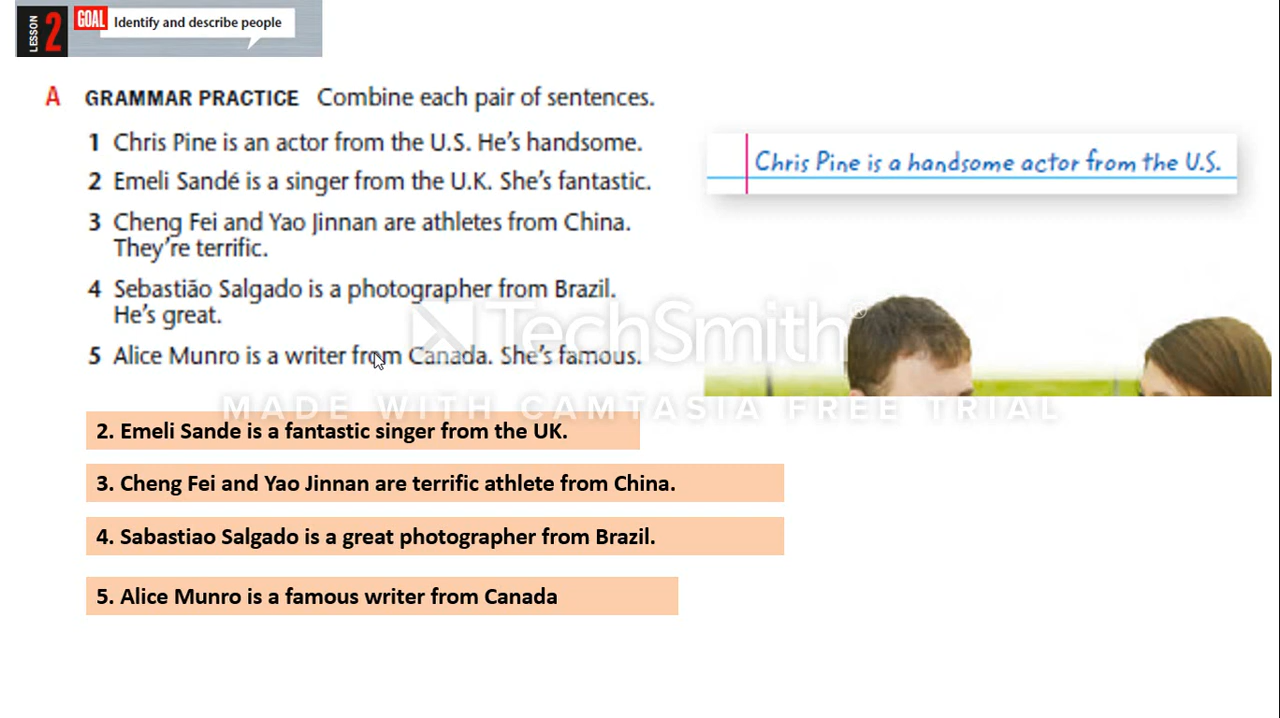 LESSON 2 GOAL Identify and describe people
A GRAMMAR PRACTICE Combine each pair of sentences.
1 Chris Pine is an actor from the U.S. He's handsome.
2 Emeli Sandé is a singer from the U.K. She's fantastic.
3 Cheng Fei and Yao Jinnan are athletes from China.
They're terrific.
4 Sebastião Salgado is a photographer from Brazil.
He's great.
5 Alice Munro is a writer from Canada. She's famous.
Chris Pine is a handsome actor from the U.S.
TechSmith®
MADE WITH CAMTASIA FREE TRIAL
2. Emeli Sande is a fantastic singer from the UK.
3. Cheng Fei and Yao Jinnan are terrific athlete from China.
4. Sabastiao Salgado is a great photographer from Brazil.
5. Alice Munro is a famous writer from Canada